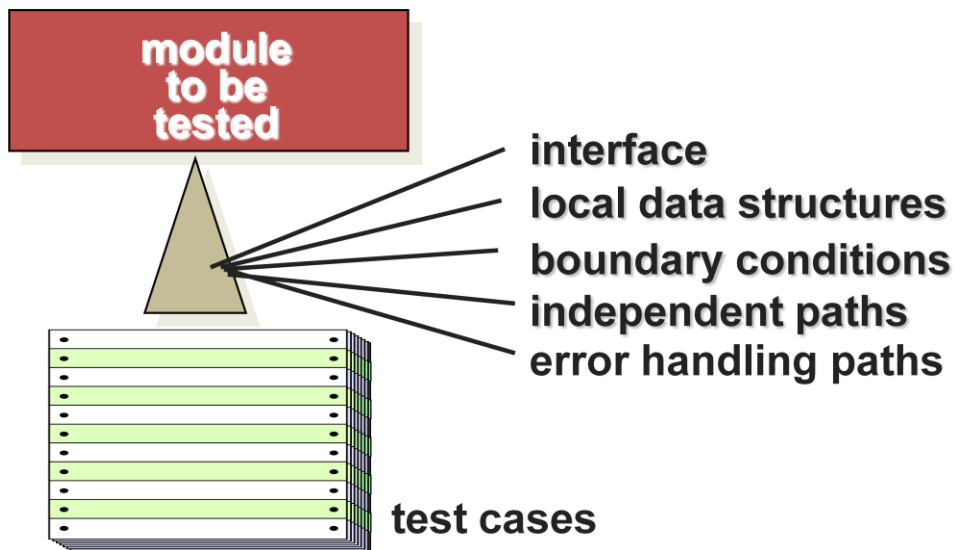 module
to be
tested
interface
local data structures
boundary conditions
independent paths
error handling paths
test cases